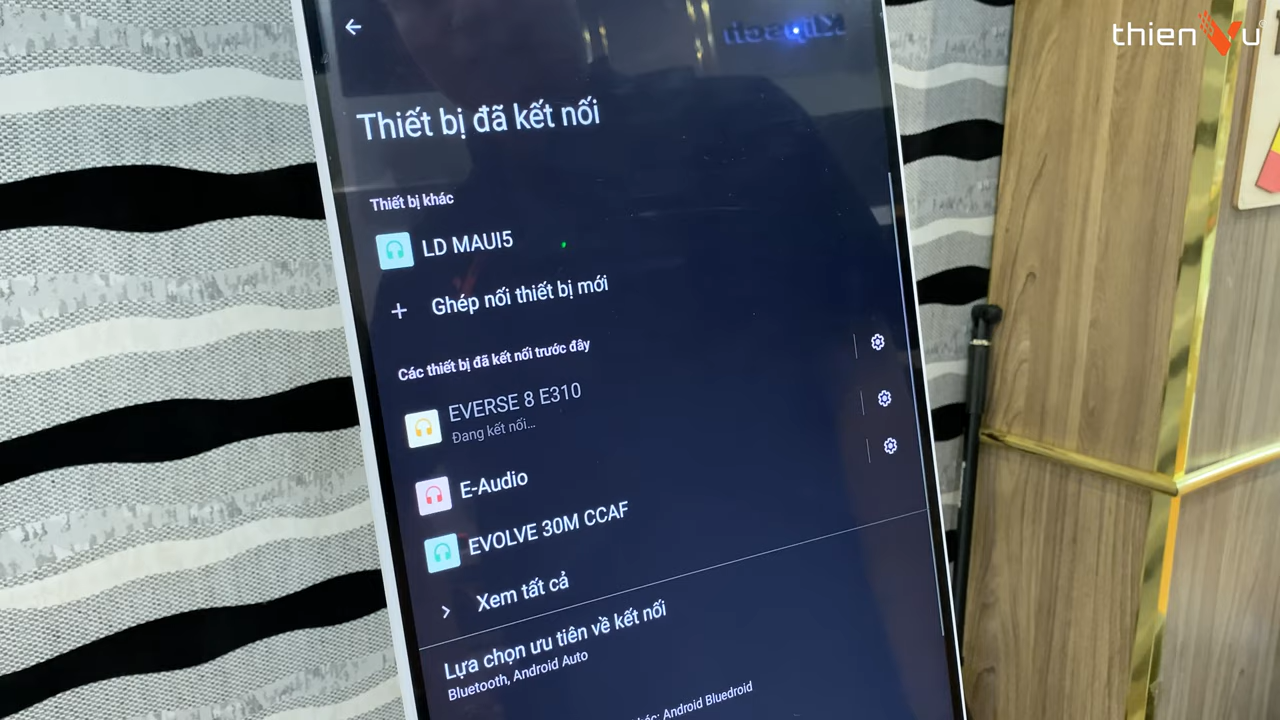 thienVu
Thiết bị đã kết nối
Thiết bị khác
LD MAUI5
Ghép nối thiết bị mới
Các thiết bị đã kết nối trước đây
EVERSE 8 E310
Đang kết nối...
E-Audio
EVOLVE 30M CCAF
Xem tất cả
Lựa chọn ưu tiên về kết nối
Bluetooth, Android Auto
Android Bluedroid